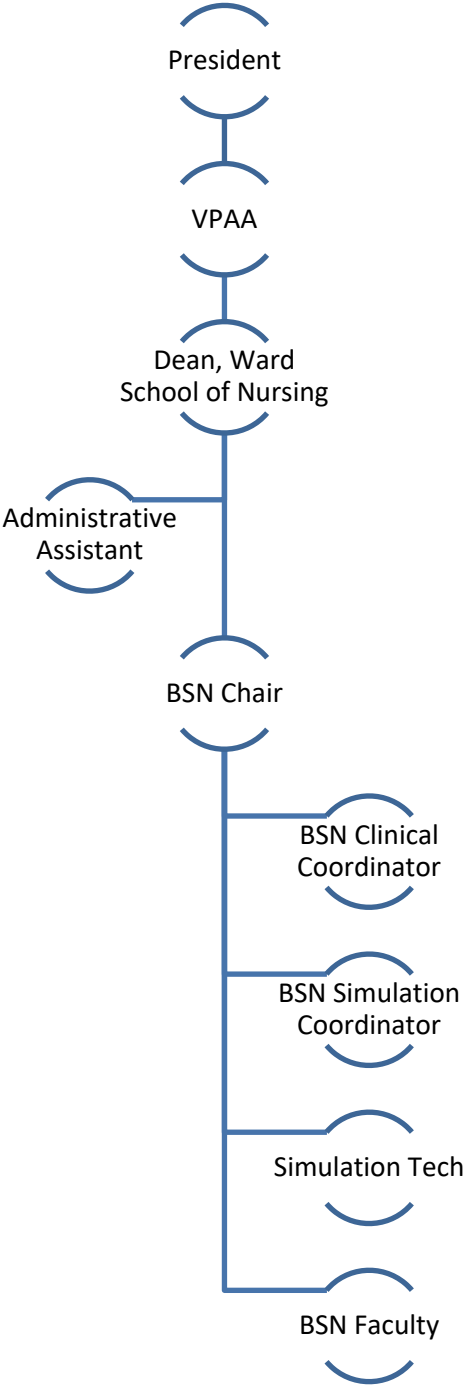 President
VPAA
Dean, Ward
School of Nursing
Administrative
Assistant
BSN Chair
BSN Clinical
Coordinator
BSN Simulation
Coordinator
Simulation Tech
BSN Faculty